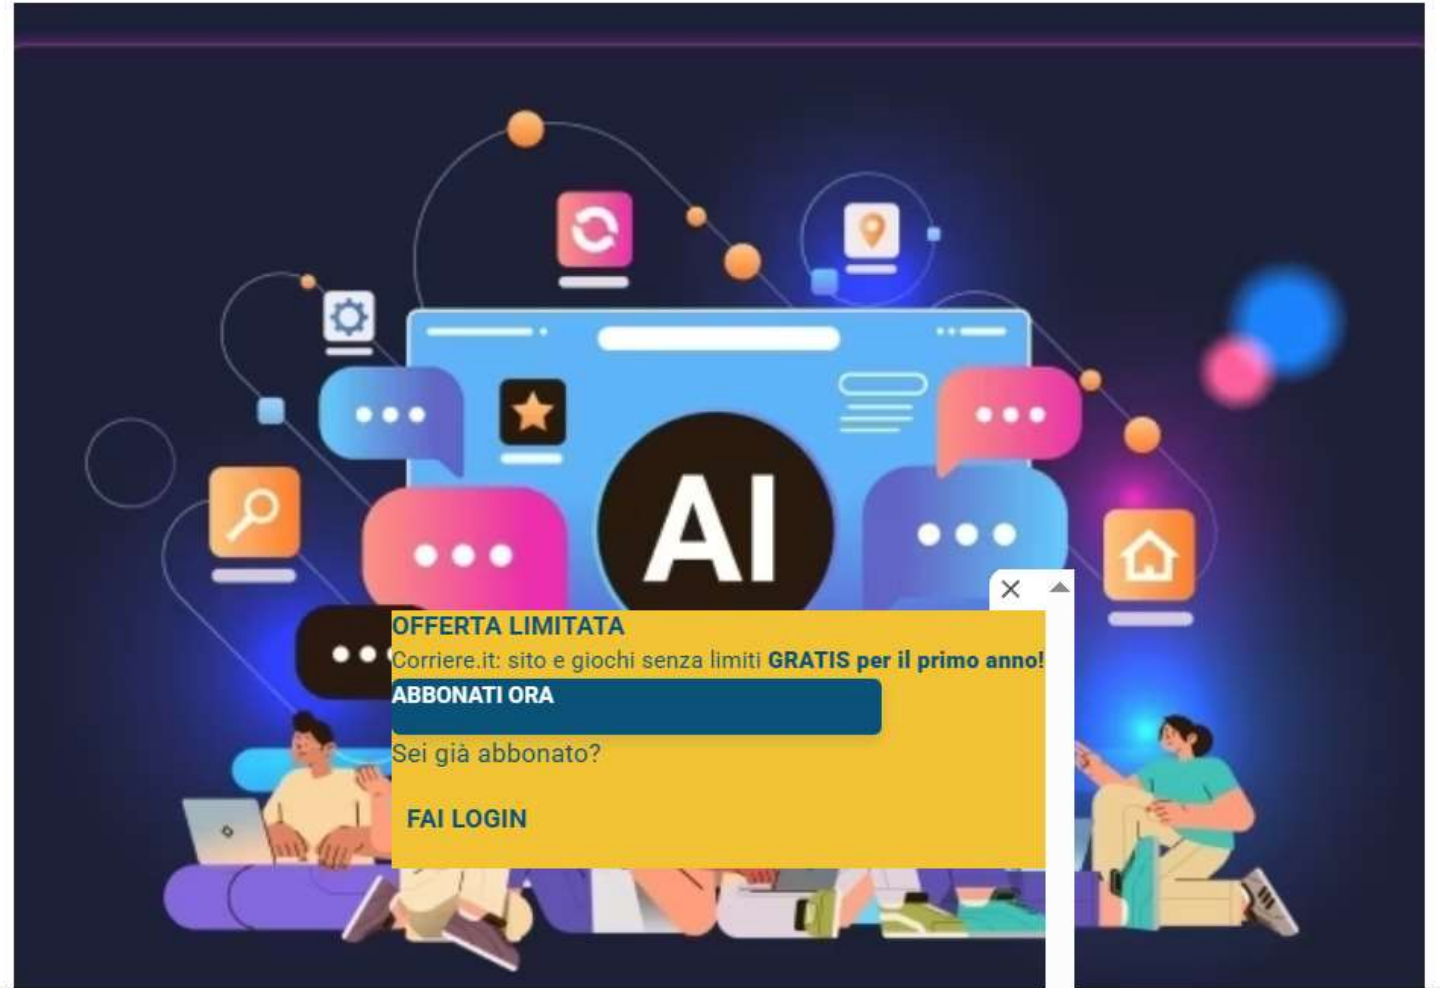 AI
OFFERTA LIMITATA
Corriere.it: sito e giochi senza limiti GRATIS per il primo anno!
ABBONATI ORA
Sei già abbonato?
FAI LOGIN